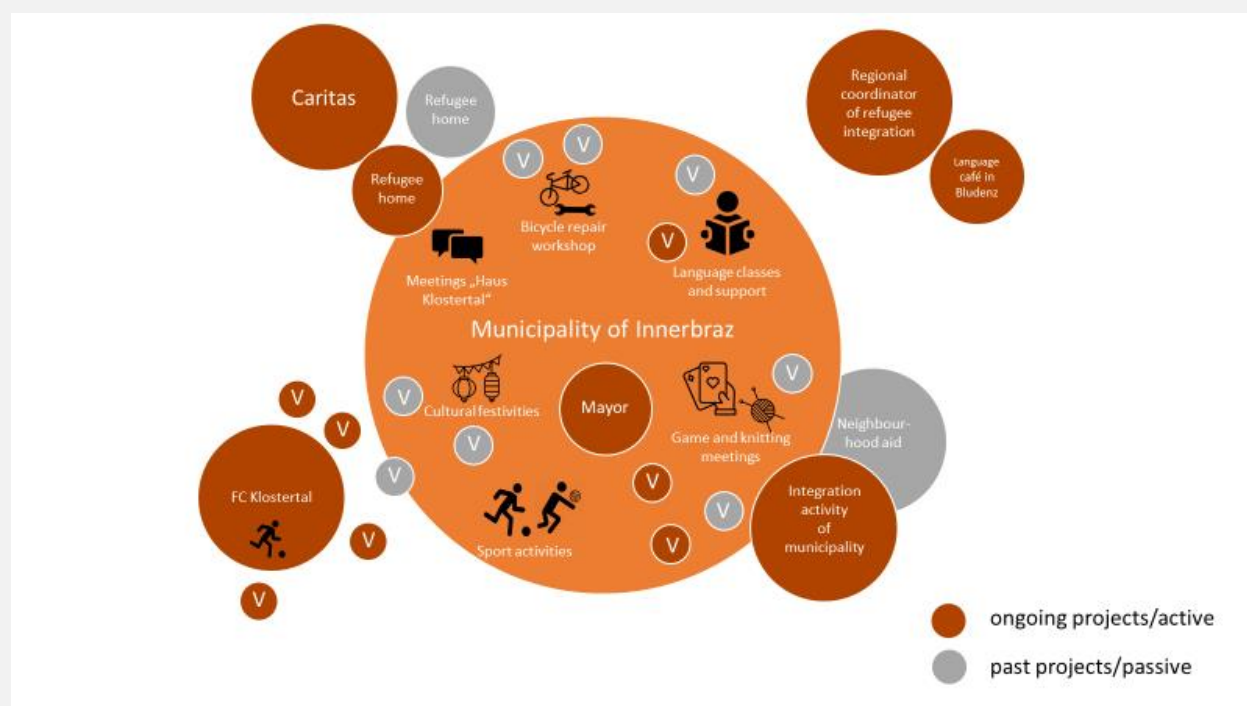 Caritas
Refugee
home
Refugee
home
Regional
coordinator
of refugee
integration
Language
café in
Bludenz
V
V
V
V
Bicycle repair
workshop
Meetings „Haus
Klostertal“
Language classes
and support
Municipality of Innerbraz
V
Cultural festivities
V
Mayor
V
Game and knitting
meetings
Neighbour-
hood aid
V
V
V
V
FC Klostertal
V
V
V
V
V
Sport activities
Integration
activity
of
municipality
ongoing projects/active
past projects/passive